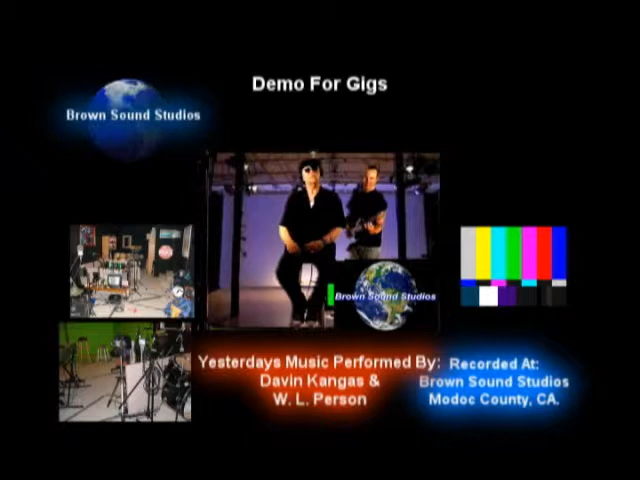 Demo For Gigs
Brown Sound Studios
Brown Sound Studios
Yesterdays Music Performed By:
Davin Kangas &
W. L. Person
Recorded At:
Brown Sound Studios
Modoc County, CA.